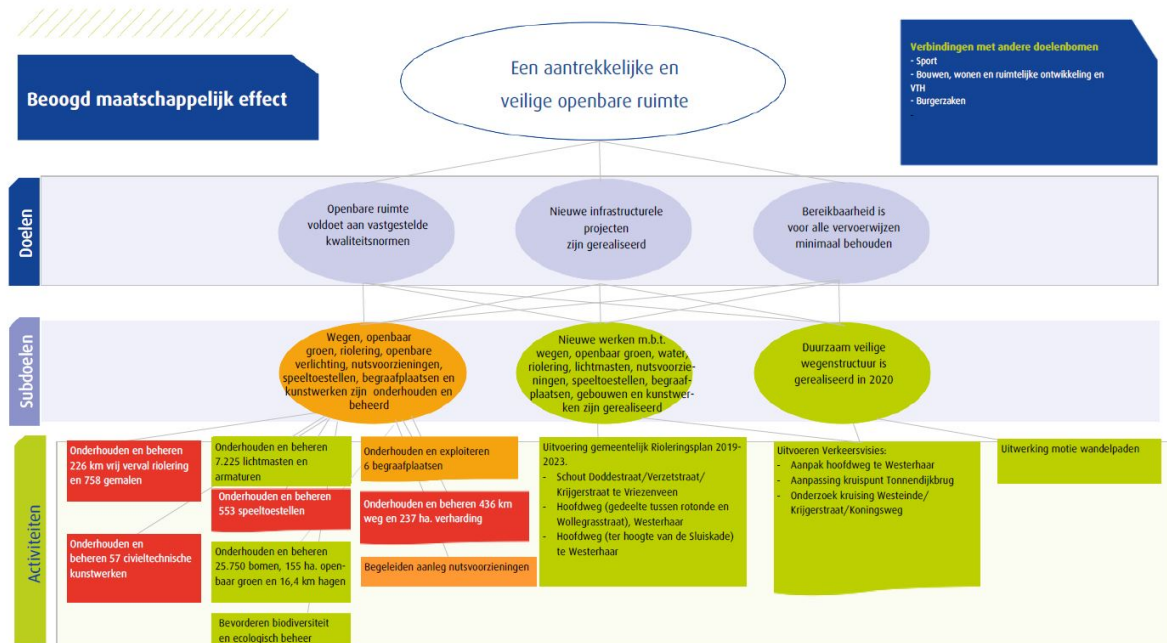 Beoogd maatschappelijk effect
Een aantrekkelijke en
veilige openbare ruimte
Verbindingen met andere doelenbomen
- Sport
- Bouwen, wonen en ruimtelijke ontwikkeling en
VTH
- Burgerzaken
-
Doelen
Openbare ruimte
voldoet aan vastgestelde
kwaliteitsnormen
Nieuwe infrastructurele
projecten
zijn gerealiseerd
Bereikbaarheid is
voor alle vervoerwijzen
minimaal behouden
Subdoelen
Wegen, openbaar
groen, riolering, openbare
verlichting, nutsvoorzieningen,
speeltoestellen, begraafplaatsen en
kunstwerken zijn onderhouden en
beheerd
Nieuwe werken m.b.t.
wegen, openbaar groen, water,
riolering, lichtmasten, nutsvoorzie-
ningen, speeltoestellen, begraaf-
plaatsen, gebouwen en kunstwer-
ken zijn gerealiseerd
Duurzaam veilige
wegenstructuur is
gerealiseerd in 2020
Activiteiten
Onderhouden en beheren
226 km vrij verval riolering
en 758 gemalen
Onderhouden en
beheren 57 civieltechnische
kunstwerken
Onderhouden en beheren
7.225 lichtmasten en
armaturen
Onderhouden en beheren
553 speeltoestellen
Onderhouden en beheren
25.750 bomen, 155 ha. open-
baar groen en 16,4 km hagen
Bevorderen biodiversiteit
en ecologisch beheer
Onderhouden en exploiteren
6 begraafplaatsen
Onderhouden en beheren 436 km
weg en 237 ha. verharding
Begeleiden aanleg nutsvoorzieningen
Uitvoering gemeentelijk Rioleringsplan 2019-
2023.
- Schout Doddestraat/Verzetstraat/
Krijgerstraat te Vriezenveen
- Hoofdweg (gedeelte tussen rotonde en
Wollegrasstraat), Westerhaar
- Hoofdweg (ter hoogte van de Sluiskade)
te Westerhaar
Uitvoeren Verkeersvisies:
- Aanpak hoofdweg te Westerhaar
- Aanpassing kruispunt Tonnendijkbrug
- Onderzoek kruising Westeinde/
Krijgerstraat/Koningsweg
Uitwerking motie wandelpaden